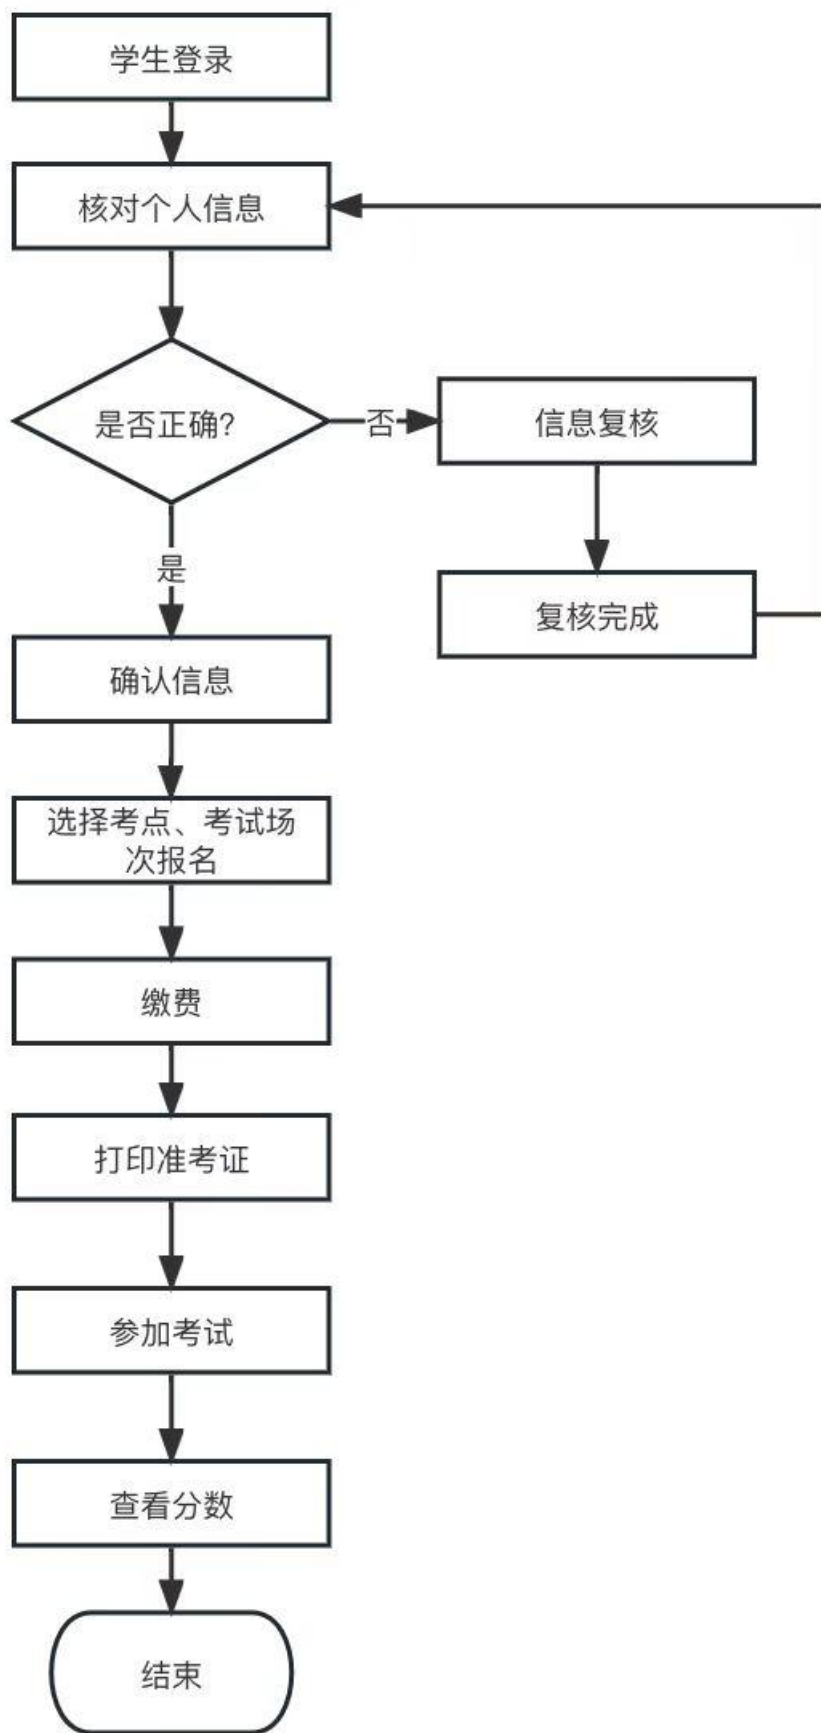 学生登录
核对个人信息
是否正确?
否
信息复核
是
复核完成
确认信息
选择考点、考试场
次报名
缴费
打印准考证
参加考试
查看分数
结束